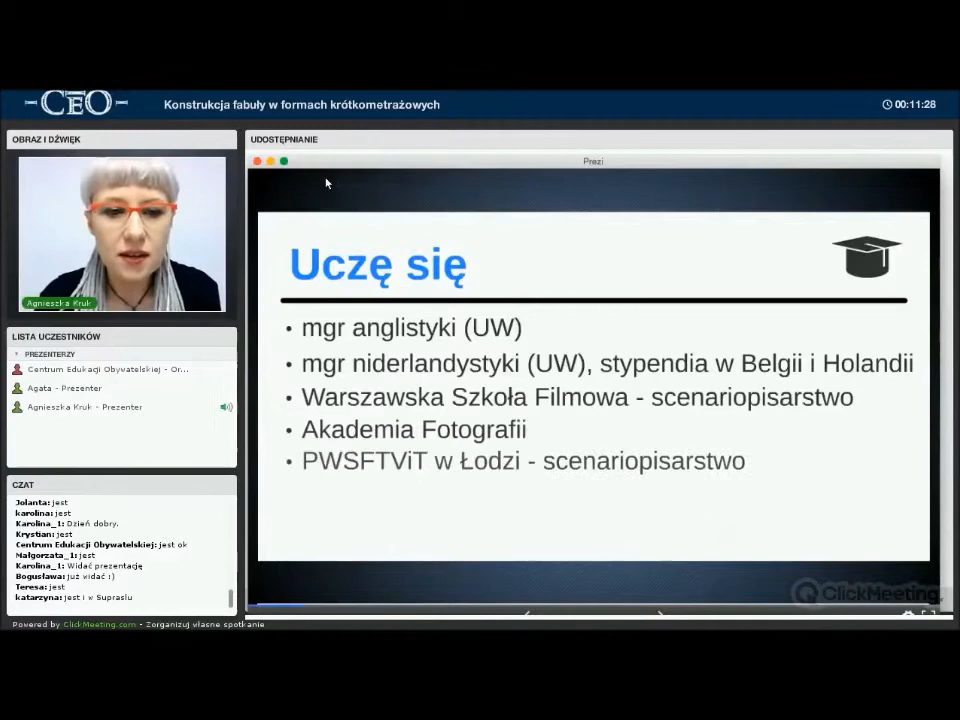 CEO
Konstrukcja fabuły w formach krótkometrażowych
00:11:28
OBRAZ I DŹWIĘK
Agnieszka Kruk
LISTA UCZESTNIKÓW
PREZENTERZY
Centrum Edukacji Obywatelskiej - Or...
Agata - Prezenter
Agnieszka Kruk - Prezenter
CZAT
Jolanta: jest
karolina: jest
Karolina_1: Dzień dobry.
Krystian: jest
Centrum Edukacji Obywatelskiej: jest ok
Małgorzata_1: jest
Karolina_1: Widać prezentację
Bogusława: już widać :)
Teresa: jest
katarzyna: jest i w Supraslu
UDOSTĘPNIANIE
Prezi
Uczę się
• mgr anglistyki (UW)
• mgr niderlandystyki (UW), stypendia w Belgii i Holandii
• Warszawska Szkoła Filmowa - scenariopisarstwo
• Akademia Fotografii
• PWSFTViT w Łodzi - scenariopisarstwo
ClickMeeting
Powered by ClickMeeting.com - Zorganizuj własne spotkanie